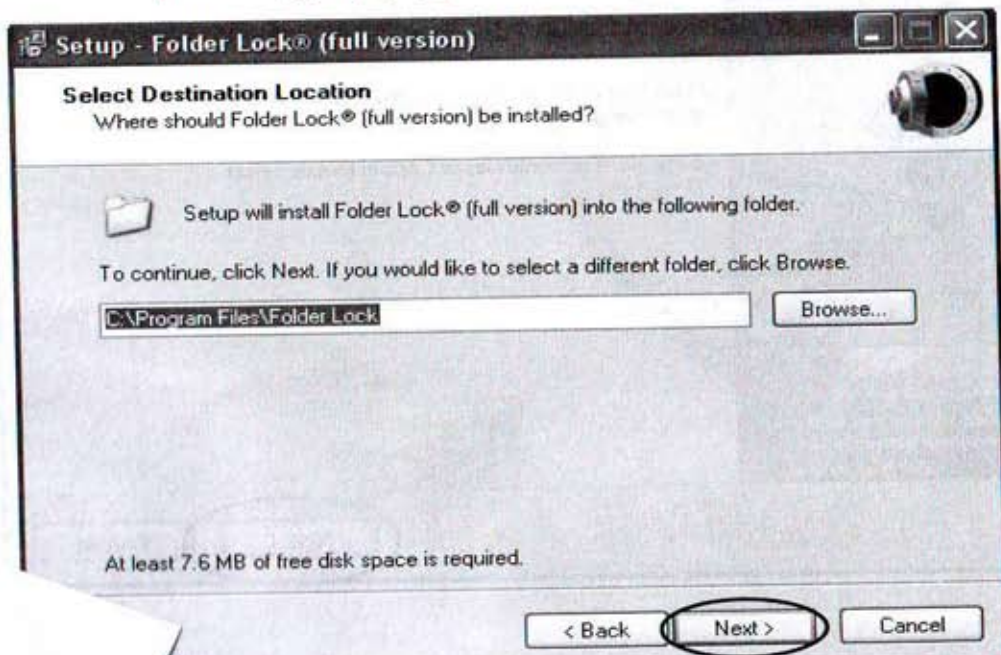 Setup - Folder Lock® (full version)
Select Destination Location
Where should Folder Lock® (full version) be installed?
Setup will install Folder Lock® (full version) into the following folder.
To continue, click Next. If you would like to select a different folder, click Browse.
C:\Program Files\Folder Lock
Browse...
At least 7.6 MB of free disk space is required.
< Back
Next >
Cancel